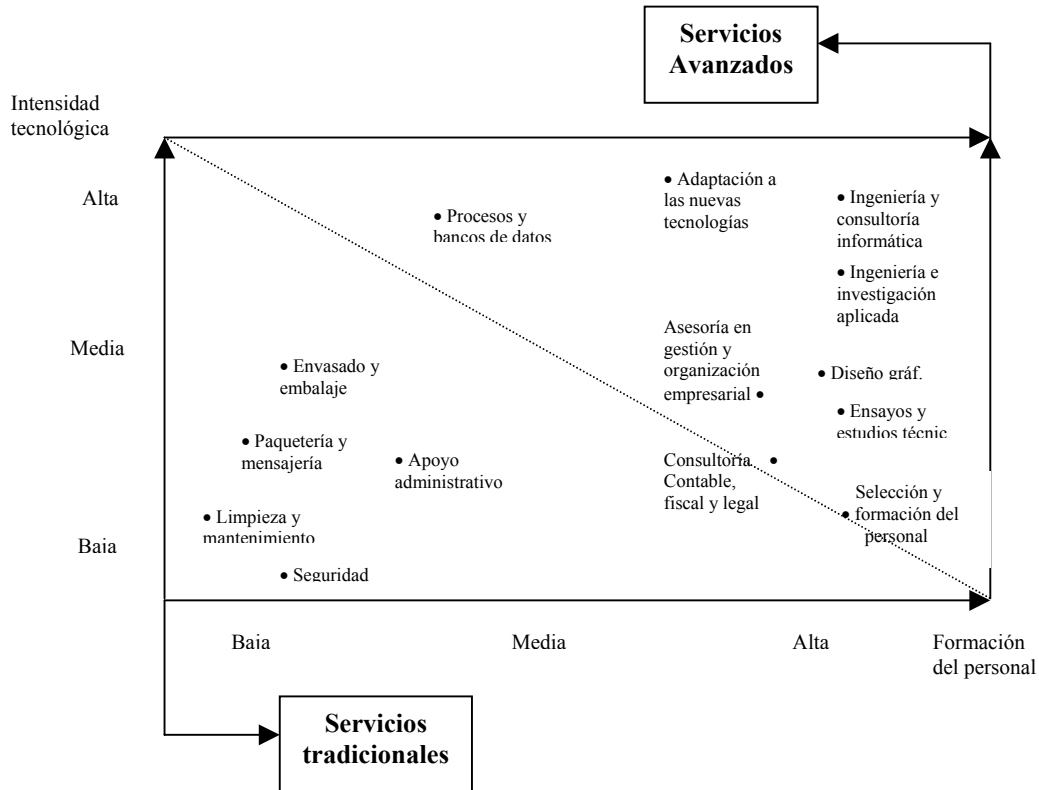 Servicios
Avanzados
Intensidad
tecnológica
Alta
• Adaptación a
las nuevas
tecnologías
• Ingeniería y
consultoría
informática
• Procesos y
bancos de datos
• Ingeniería e
investigación
aplicada
Media
Asesoría en
gestión y
organización
empresarial •
• Envasado y
embalaje
• Diseño gráf.
• Ensayos y
estudios técnic
• Paquetería y
mensajería
• Apoyo
administrativo
Consultoría •
Contable,
fiscal y legal
Selección y
• formación del
personal
• Limpieza y
mantenimiento
Baia
• Seguridad
Baia
Media
Alta
Formación
del personal
Servicios
tradicionales